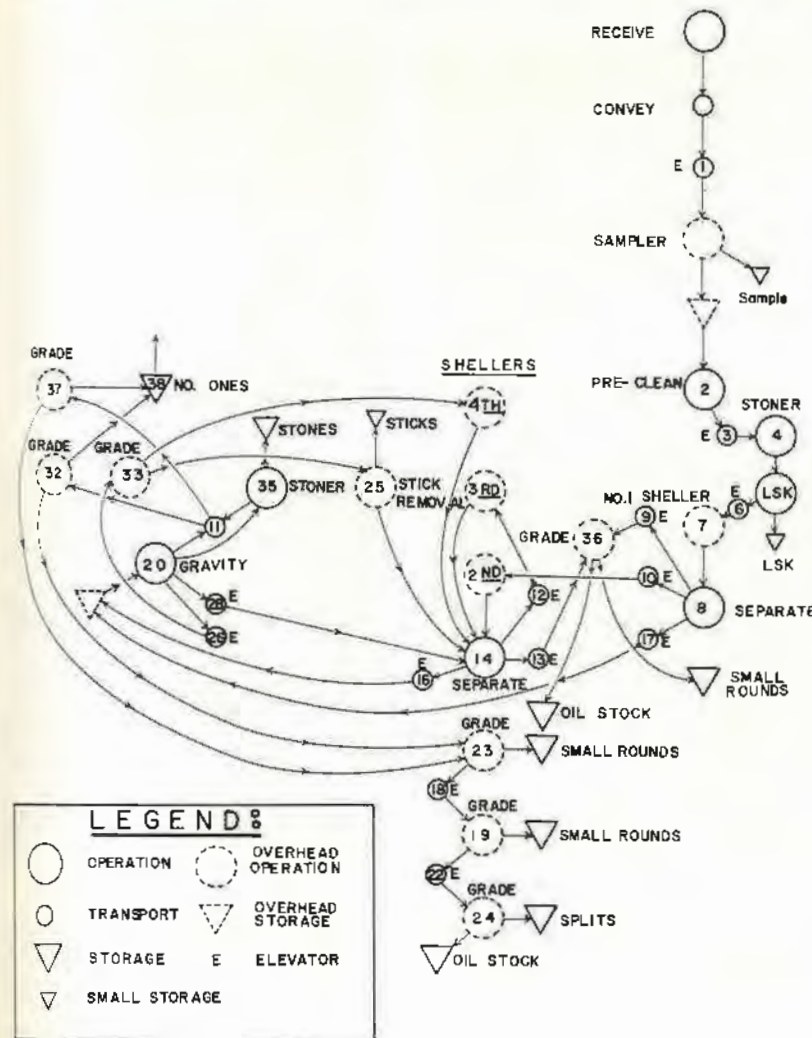 RECEIVE
CONVEY
E 1
SAMPLER
Sample
PRE-CLEAN 2
STONER
E 3
4
LSK
LSK
E
6
NO.1 SHELLER
7
9 E
10 E
8
SEPARATE
17 E
SMALL
ROUNDS
GRADE
36
OIL STOCK
SHELLERS
4TH
3RD
2ND
12 E
13 E
14
SEPARATE
E
16
STICKS
25
STICK
REMOVAL
STONES
35 STONER
GRADE
37
38 NO. ONES
GRADE
32
GRADE
33
11
20 GRAVITY
28 E
26 E
GRADE
23
SMALL ROUNDS
18 E
GRADE
19
SMALL ROUNDS
22 E
GRADE
24
SPLITS
OIL STOCK
LEGEND:
OPERATION
OVERHEAD
OPERATION
TRANSPORT
OVERHEAD
STORAGE
STORAGE
E ELEVATOR
SMALL STORAGE